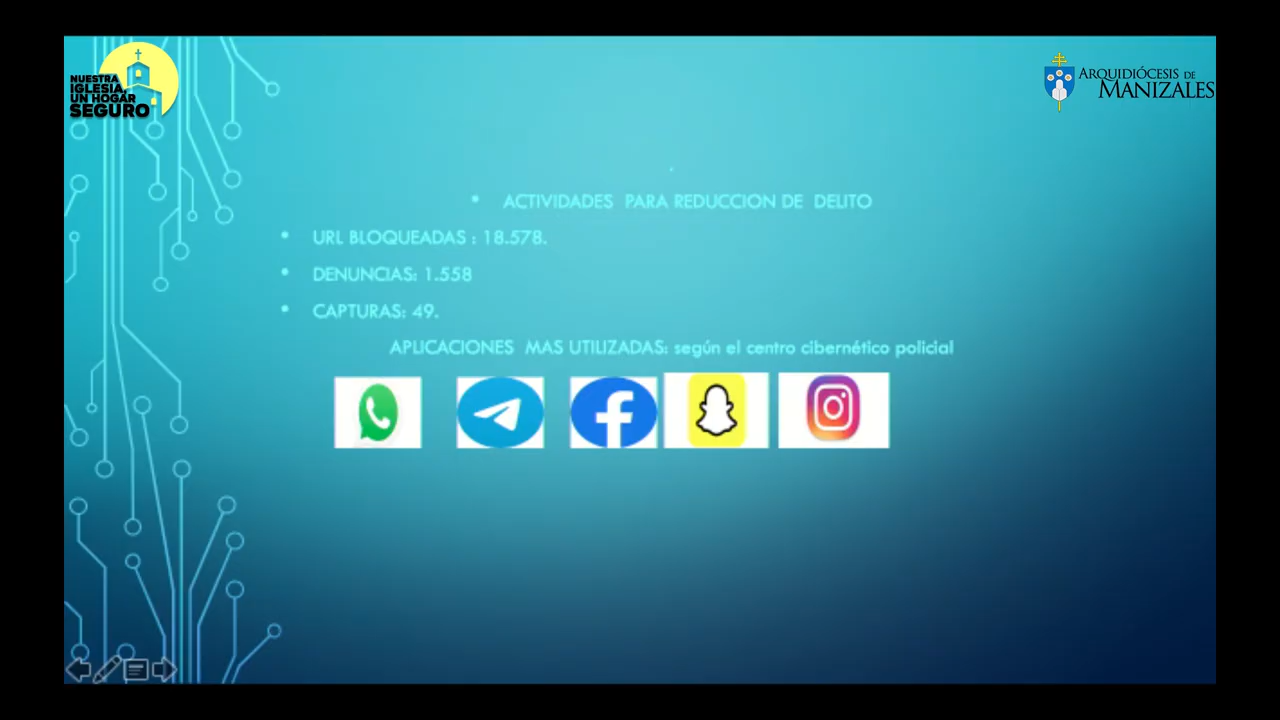 NUESTRA
IGLESIA,
UN HOGAR
SEGURO
ARQUIDIÓCESIS DE
MANIZALES
• ACTIVIDADES PARA REDUCCION DE DELITO
• URL BLOQUEADAS : 18.578.
• DENUNCIAS: 1.558
• CAPTURAS: 49.
APLICACIONES MAS UTILIZADAS: según el centro cibernético policial